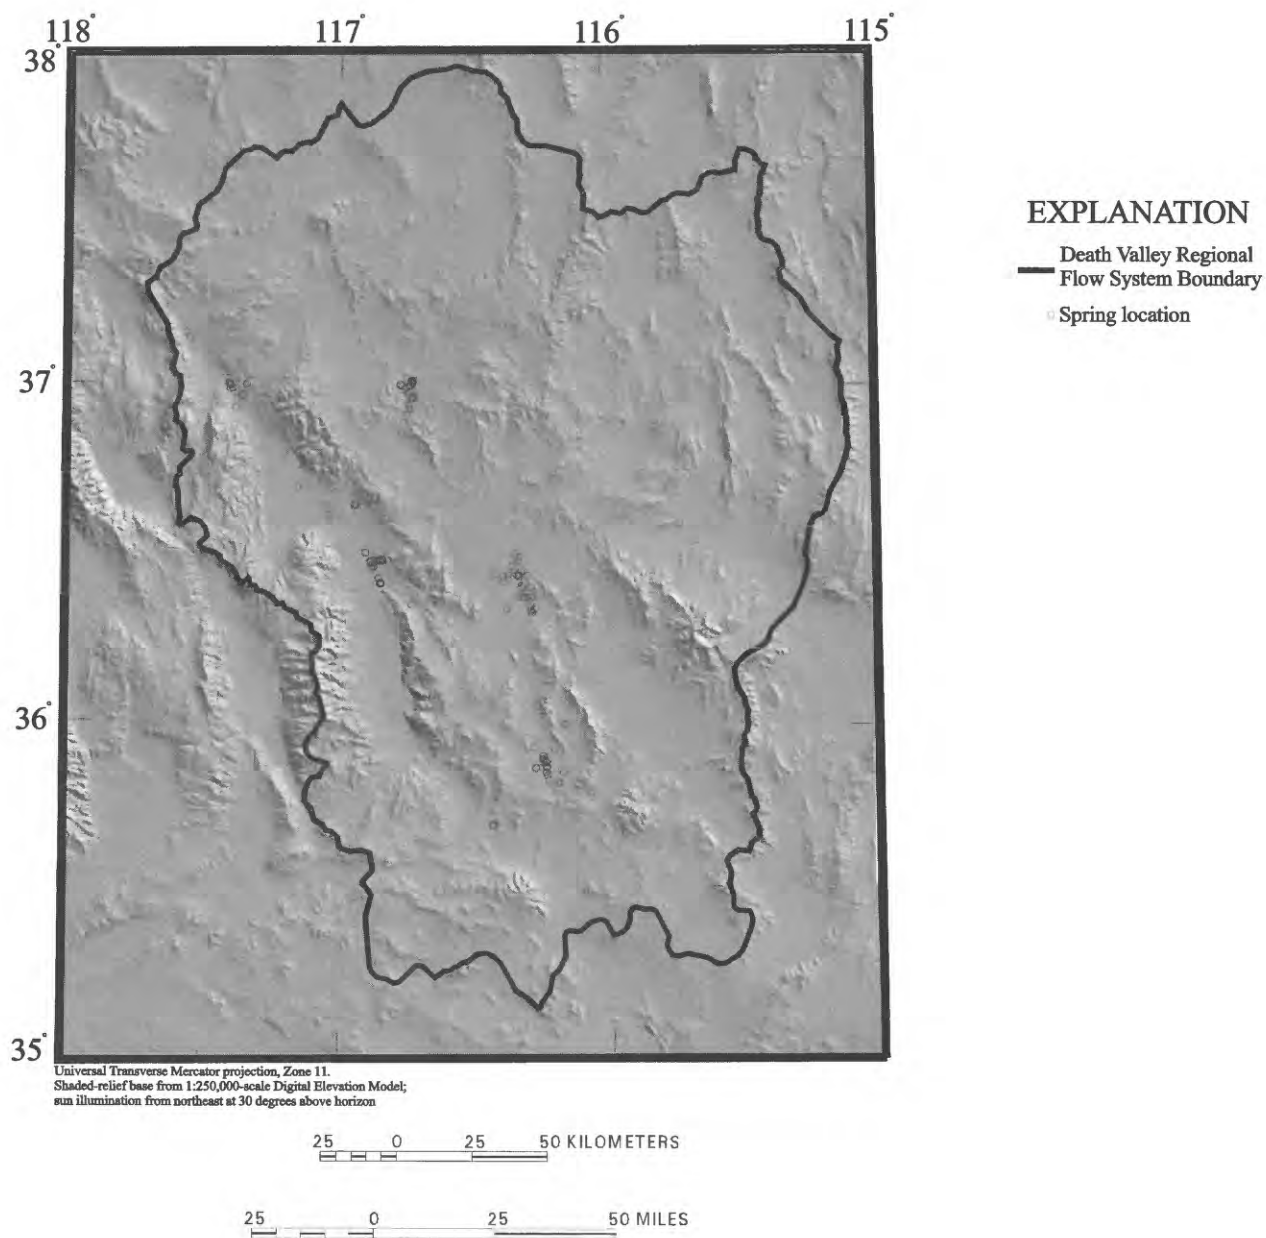 118° 117° 116° 115°
38°
37°
36°
35°
EXPLANATION
Death Valley Regional
Flow System Boundary
Spring location
Universal Transverse Mercator projection, Zone 11.
Shaded-relief base from 1:250,000-scale Digital Elevation Model;
sun illumination from northeast at 30 degrees above horizon
25 0 25 50 KILOMETERS
25 0 25 50 MILES